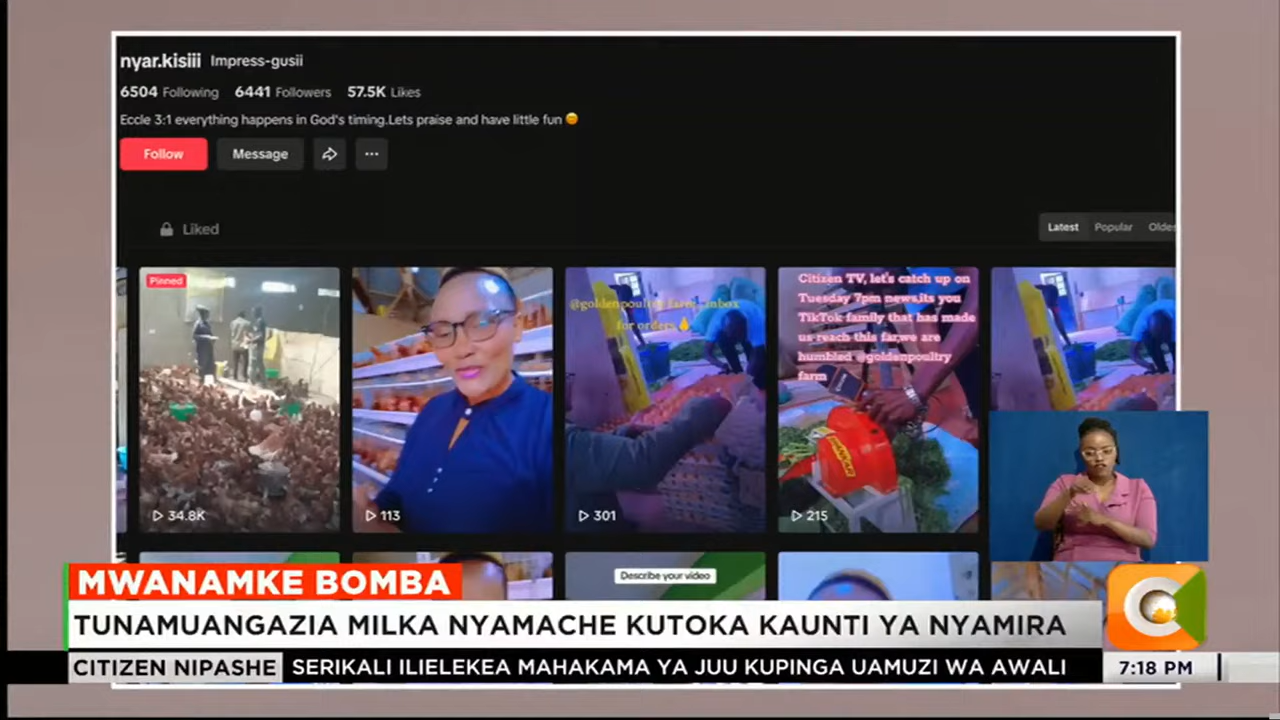 nyar.kisiii Impress-gusii
6504 Following 6441 Followers 57.5K Likes
Eccle 3:1 everything happens in God's timing.Lets praise and have little fun 😊
Follow Message ...
Liked
Latest Popular Oldes
Pinned
34.8K
113
@goldenpoultry farm, inbox
for orders
301
Citizen TV, let's catch up on
Tuesday 7pm news,its you
TikTok family that has made
us reach this far,we are
humbled @goldenpoultry
farm
215
Describe your video
MWANAMKE BOMBA
TUNAMUANGAZIA MILKA NYAMACHE KUTOKA KAUNTI YA NYAMIRA
CITIZEN NIPASHE SERIKALI ILIELEKEA MAHAKAMA YA JUU KUPINGA UAMUZI WA AWALI 7:18 PM